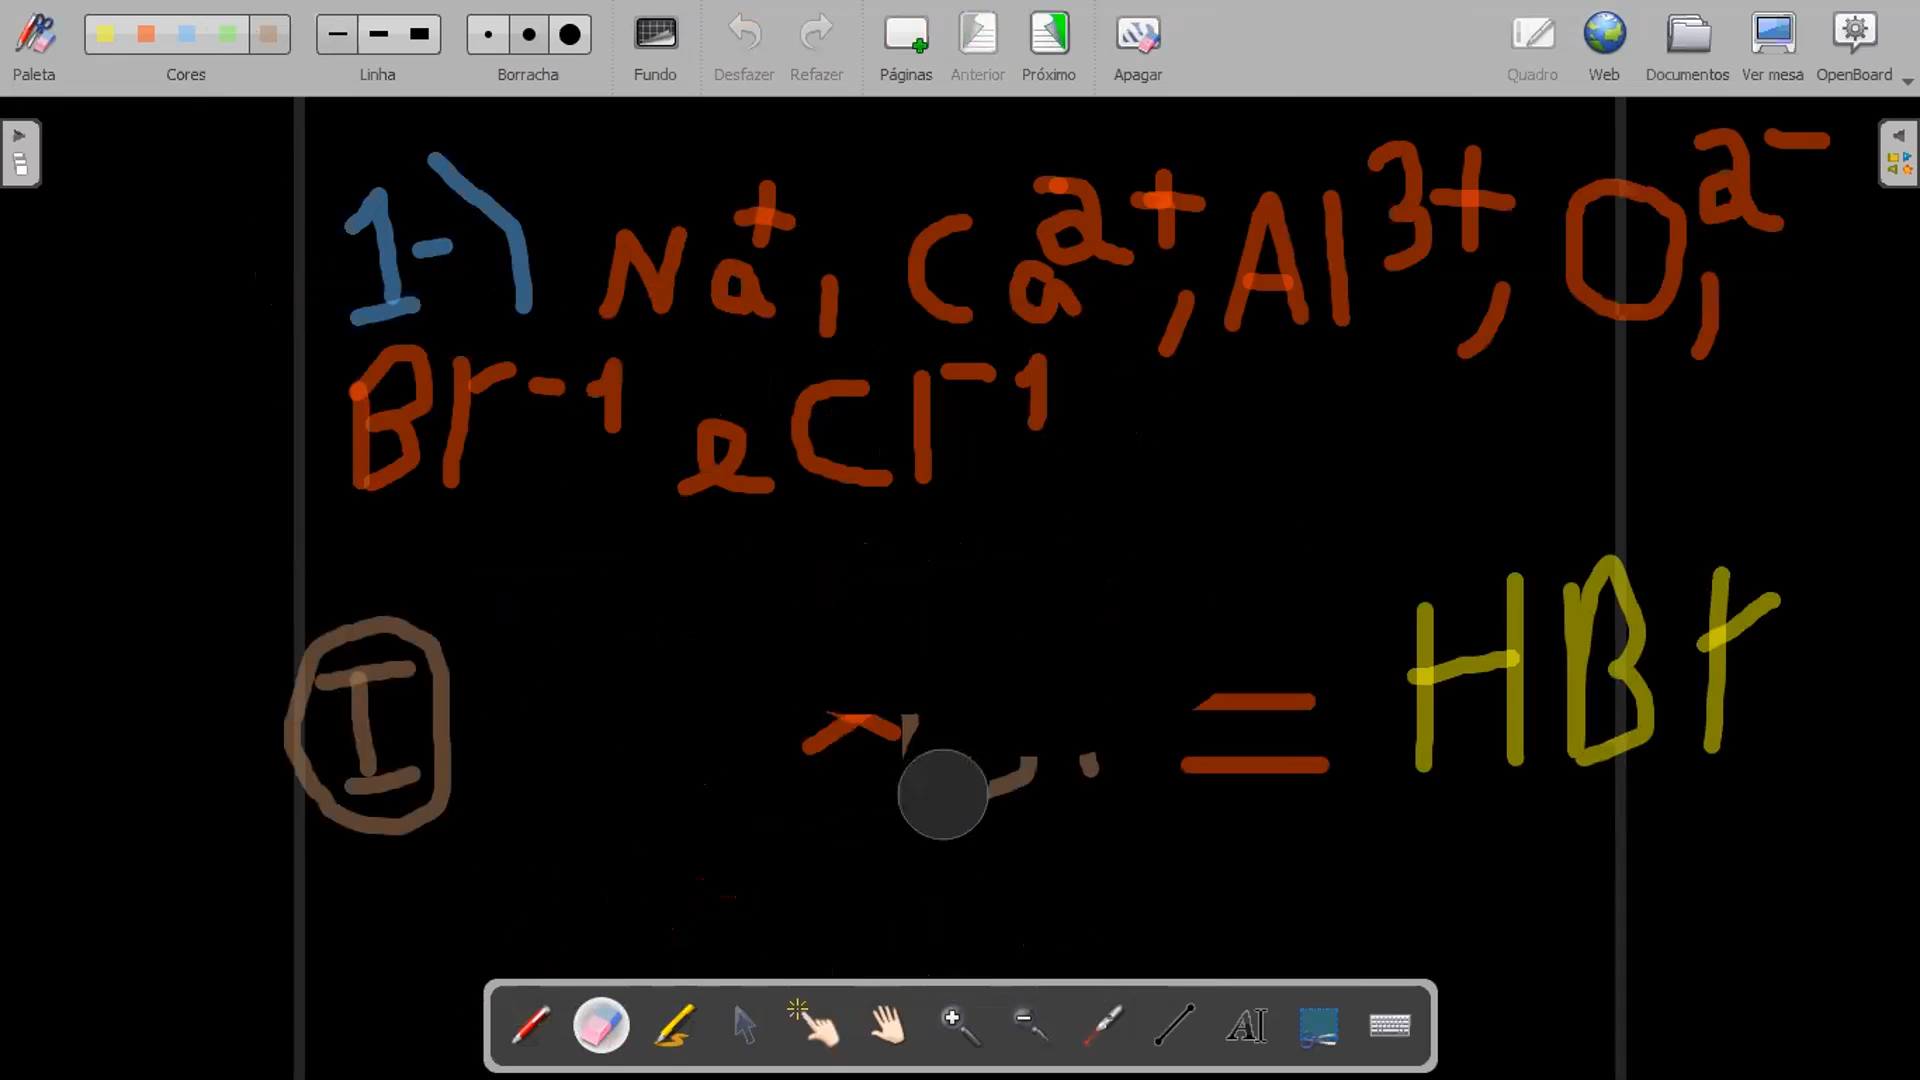 Paleta Cores Linha Borracha Fundo Desfazer Refazer Páginas Anterior Próximo Apagar Quadro Web Documentos Ver mesa OpenBoard
1-) Na⁺, Ca²⁺, Al³⁺, O²⁻,
Br⁻¹ e Cl⁻¹
I = HBr
AI